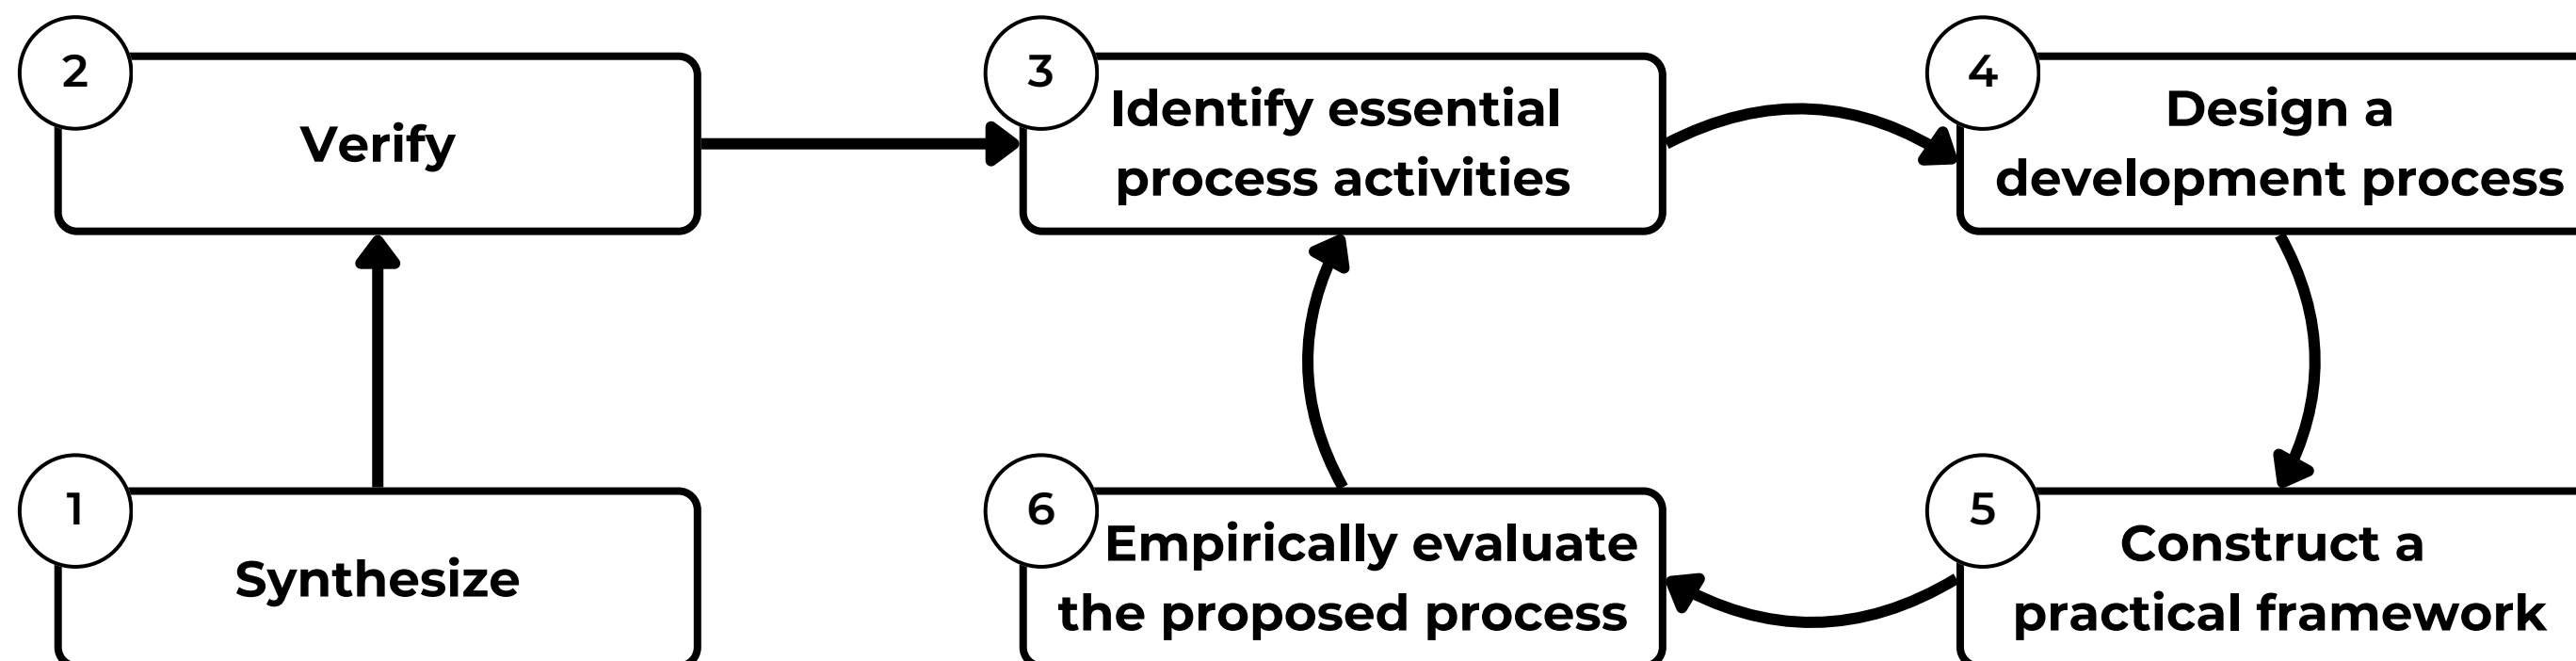 2
Verify
3
Identify essential
process activities
4
Design a
development process
1
Synthesize
6
Empirically evaluate
the proposed process
5
Construct a
practical framework